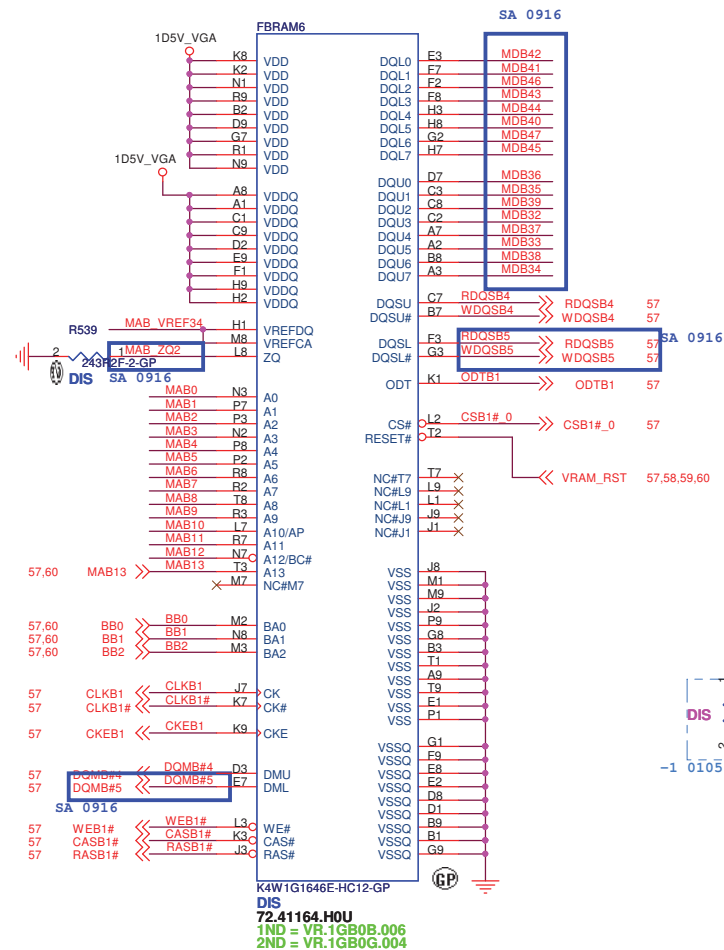 SA 0916
FBRAM6
1D5V_VGA
K8 VDD DQL0 E3 MDB42
K2 VDD DQL1 F7 MDB41
N1 VDD DQL2 F2 MDB46
R9 VDD DQL3 F8 MDB43
B2 VDD DQL4 H3 MDB44
D9 VDD DQL5 H8 MDB40
G7 VDD DQL6 G2 MDB47
R1 VDD DQL7 H7 MDB45
N9 VDD
1D5V_VGA
A8 VDDQ DQU0 D7 MDB36
A1 VDDQ DQU1 C3 MDB35
C1 VDDQ DQU2 C8 MDB39
C9 VDDQ DQU3 C2 MDB32
D2 VDDQ DQU4 A7 MDB37
E9 VDDQ DQU5 A2 MDB33
F1 VDDQ DQU6 B8 MDB38
H9 VDDQ DQU7 A3 MDB34
H2 VDDQ
DQSU C7 RDQSB4 RDQSB4 57
DQSU# B7 WDQSB4 WDQSB4 57
R539 MAB_VREF34 H1 VREFDQ
M8 VREFCA DQSL F3 RDQSB5 RDQSB5 57 SA 0916
2 1 MAB_ZQ2 L8 ZQ DQSL# G3 WDQSB5 WDQSB5 57
243R2F-2-GP
DIS SA 0916
ODT K1 ODTB1 ODTB1 57
MAB0 N3 A0
MAB1 P7 A1
MAB2 P3 A2 CS# L2 CSB1#_0 CSB1#_0 57
MAB3 N2 A3 RESET# T2
MAB4 P8 A4
MAB5 P2 A5
MAB6 R8 A6 NC#T7 T7 VRAM_RST 57,58,59,60
MAB7 R2 A7 NC#L9 L9
MAB8 T8 A8 NC#L1 L1
MAB9 R3 A9 NC#J9 J9
MAB10 L7 A10/AP NC#J1 J1
MAB11 R7 A11
MAB12 N7 A12/BC#
57,60 MAB13 MAB13 T3 A13 VSS J8
M7 NC#M7 VSS M1
VSS M9
VSS J2
57,60 BB0 BB0 M2 BA0 VSS P9
57,60 BB1 BB1 N8 BA1 VSS G8
57,60 BB2 BB2 M3 BA2 VSS B3
VSS T1
VSS A9
57 CLKB1 CLKB1 J7 CK VSS T9
57 CLKB1# CLKB1# K7 CK# VSS E1
VSS P1
57 CKEB1 CKEB1 K9 CKE
DIS 1 2
-1 0105
VSSQ G1
VSSQ F9
57 DQMB#4 DQMB#4 D3 DMU VSSQ E8
57 DQMB#5 DQMB#5 E7 DML VSSQ E2
VSSQ D8
SA 0916
VSSQ D1
57 WEB1# WEB1# L3 WE# VSSQ B9
57 CASB1# CASB1# K3 CAS# VSSQ B1
57 RASB1# RASB1# J3 RAS# VSSQ G9
GP
K4W1G1646E-HC12-GP
DIS
72.41164.H0U
1ND = VR.1GB0B.006
2ND = VR.1GB0G.004